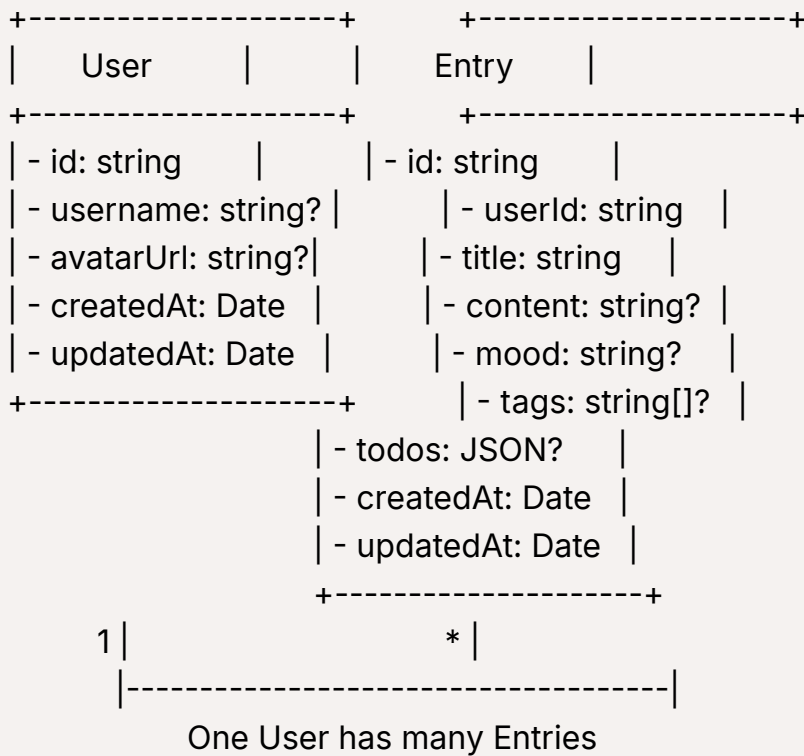 +---------------------+ +---------------------+
| User | | Entry |
+---------------------+ +---------------------+
| - id: string | | - id: string |
| - username: string? | | - userId: string |
| - avatarUrl: string?| | - title: string |
| - createdAt: Date | | - content: string? |
| - updatedAt: Date | | - mood: string? |
+---------------------+ | - tags: string[]? |
| - todos: JSON? |
| - createdAt: Date |
| - updatedAt: Date |
+---------------------+
1 | * |
|-------------------------------------|
One User has many Entries